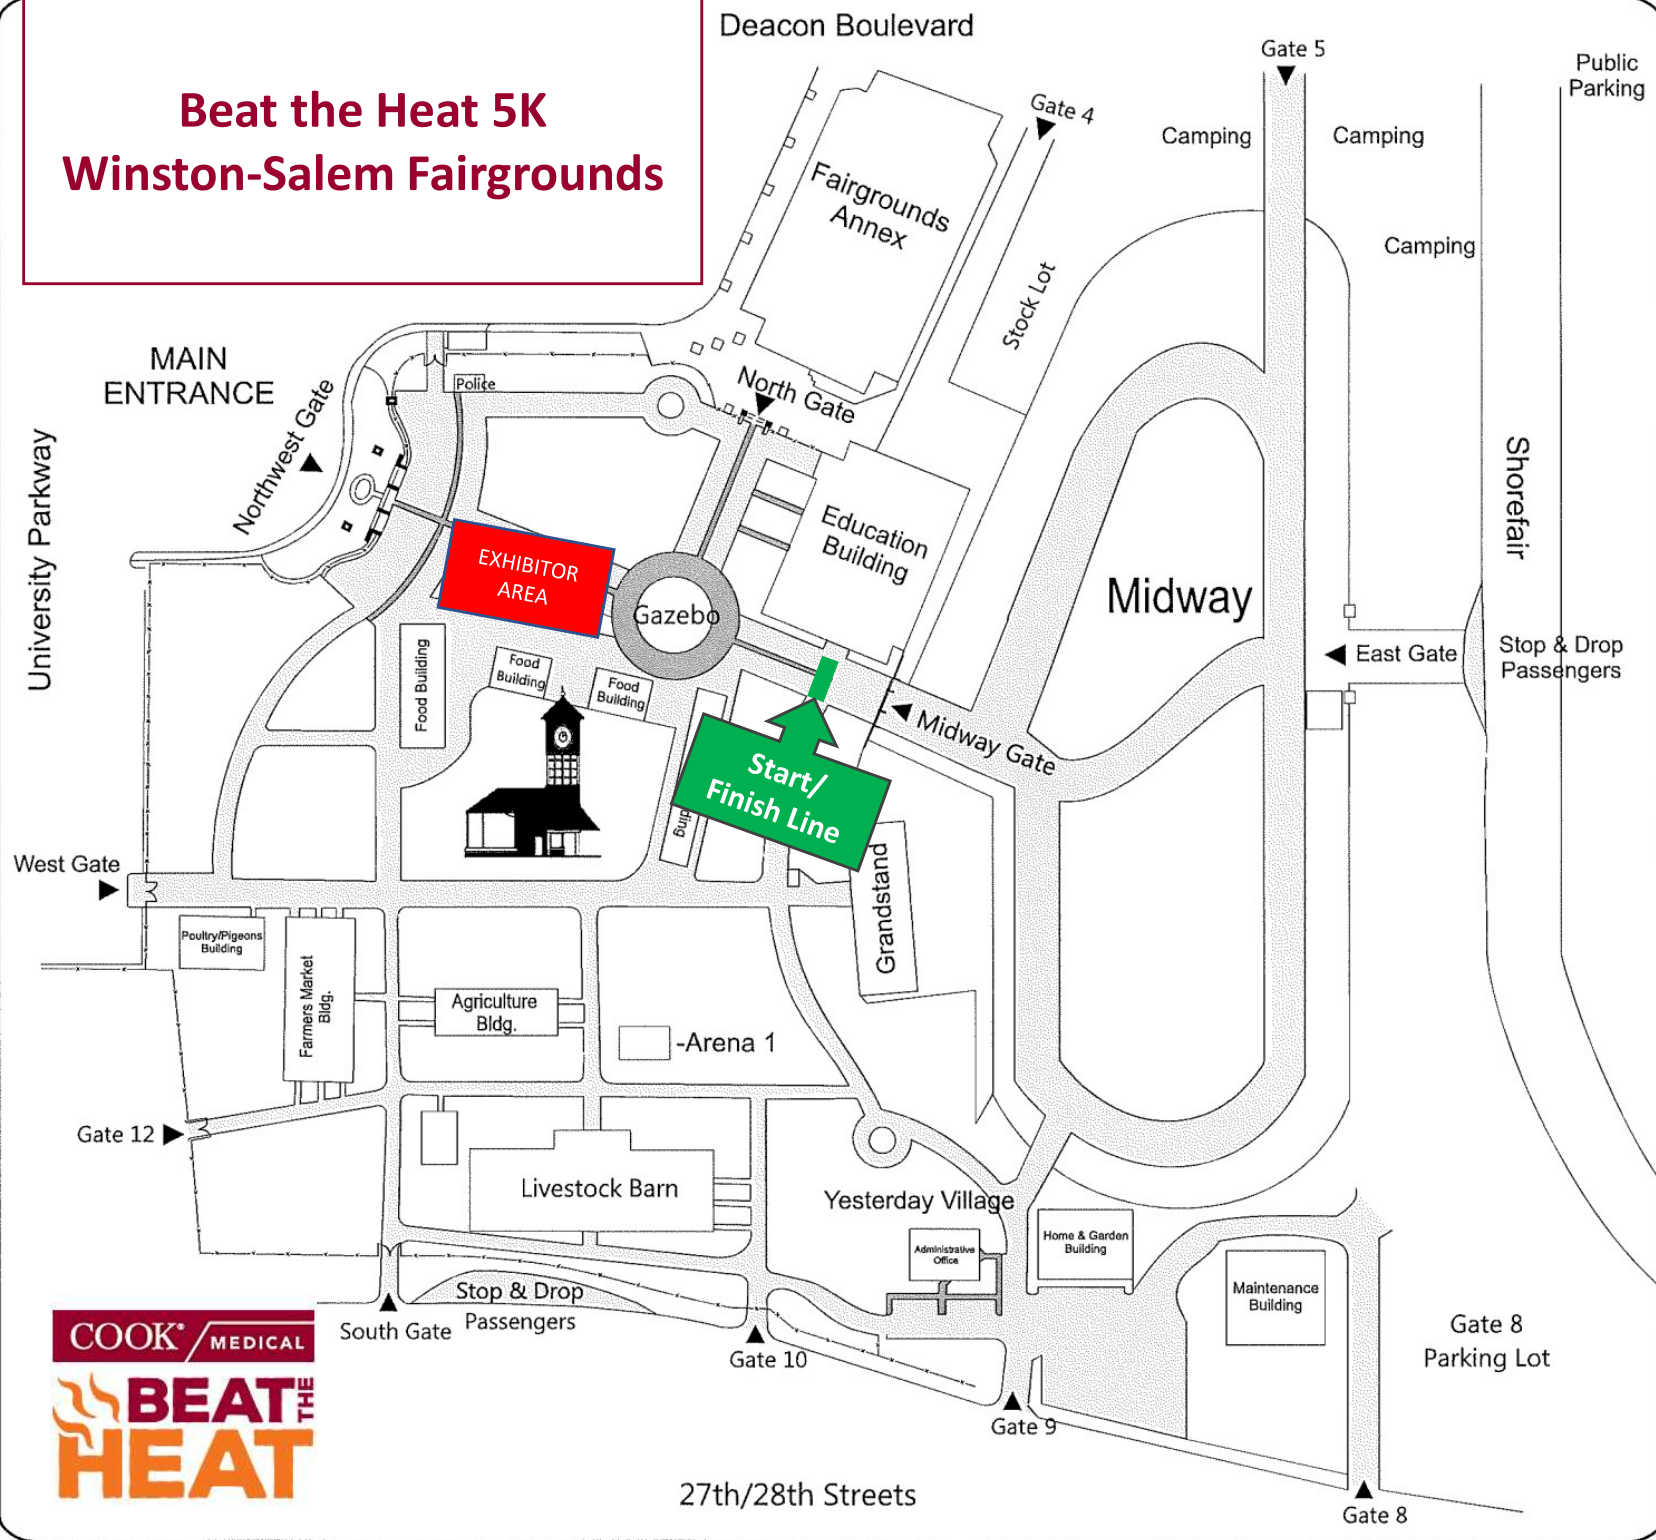 Deacon Boulevard
Beat the Heat 5K
Winston-Salem Fairgrounds
Gate 5
Public
Parking
Gate 4
Camping
Camping
Camping
Fairgrounds
Annex
Stock Lot
MAIN
ENTRANCE
Northwest Gate
Police
North Gate
University Parkway
Shorefair
EXHIBITOR
AREA
Gazebo
Education
Building
Midway
East Gate
Stop & Drop
Passengers
Food Building
Food
Building
Food
Building
Midway Gate
Start/
Finish Line
ding
Grandstand
West Gate
Poultry/Pigeons
Building
Farmers Market
Bldg.
Agriculture
Bldg.
-Arena 1
Gate 12
Livestock Barn
Yesterday Village
Administrative
Office
Home & Garden
Building
Maintenance
Building
Stop & Drop
Passengers
South Gate
Gate 10
Gate 9
Gate 8
Parking Lot
Gate 8
27th/28th Streets
COOK®
MEDICAL
BEAT THE
HEAT